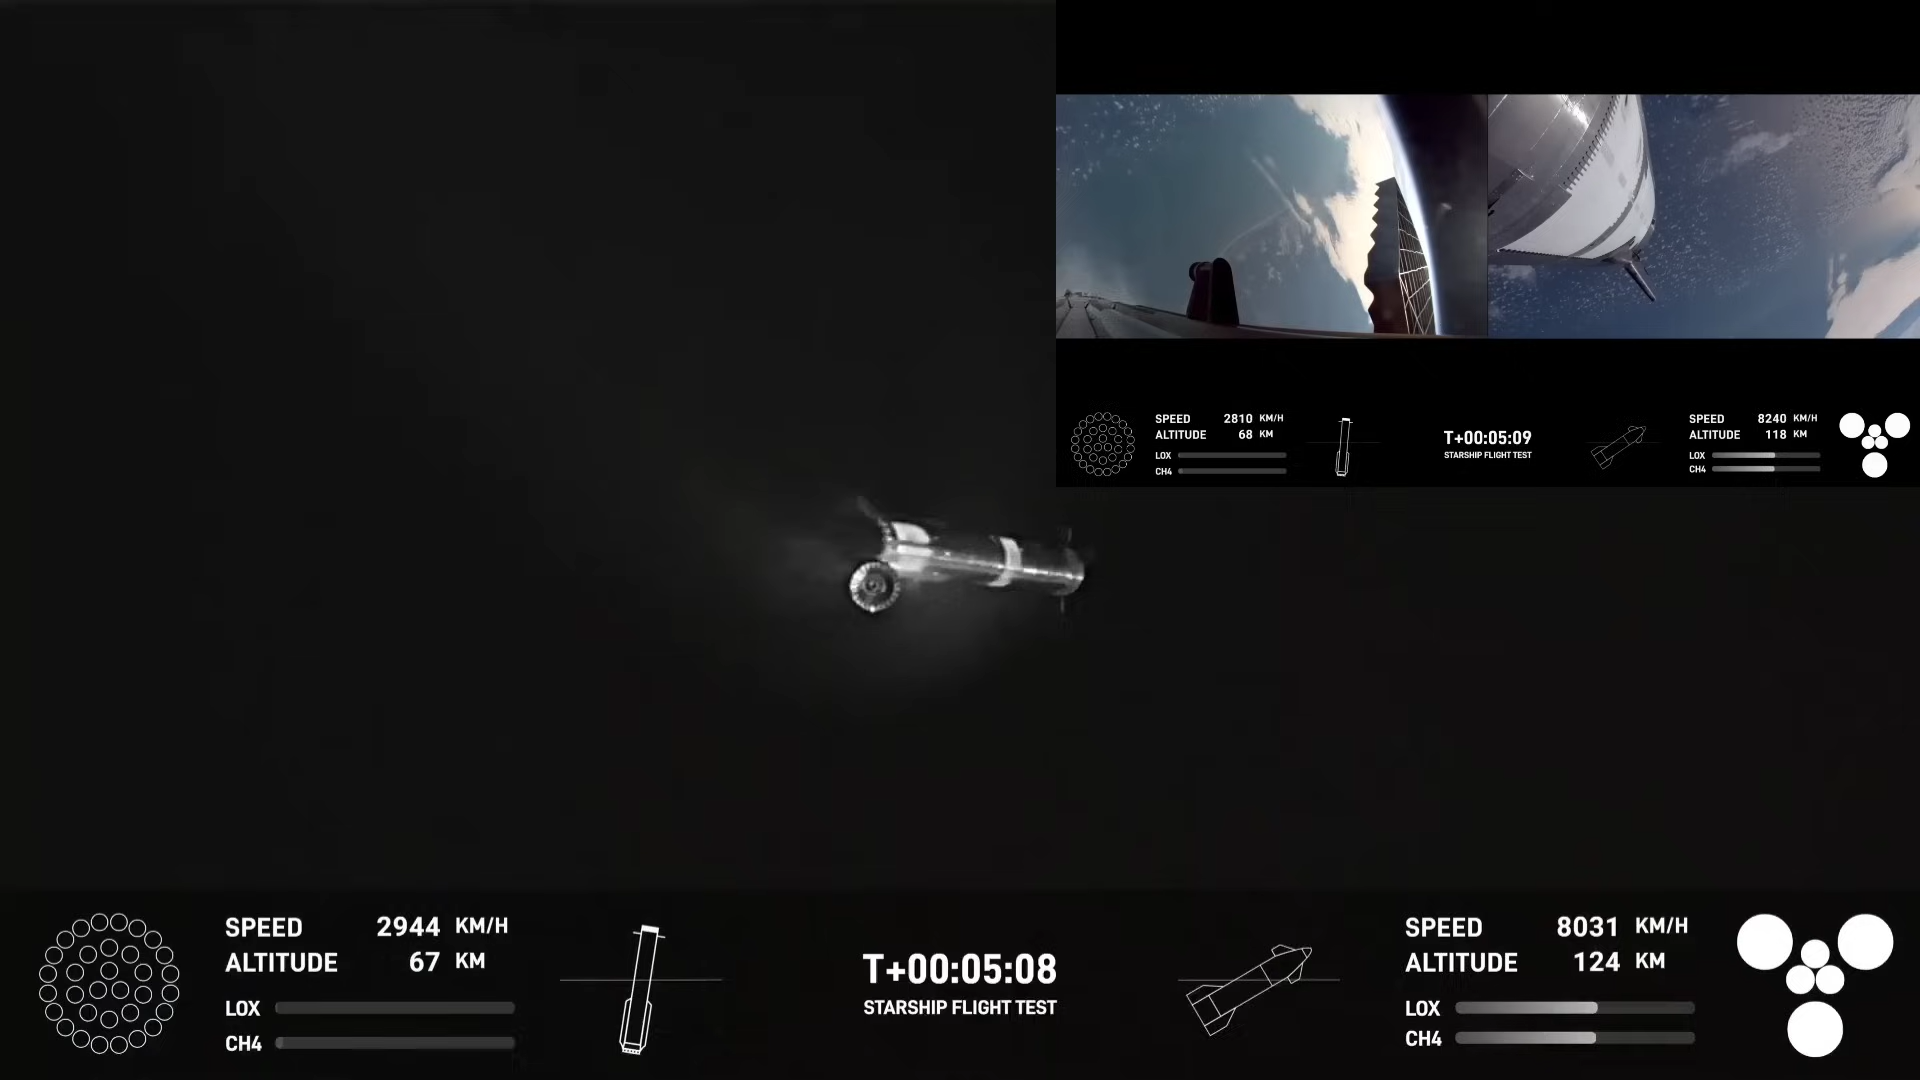 SPEED 2810 KM/H
ALTITUDE 68 KM
LOX
CH4
T+00:05:09
STARSHIP FLIGHT TEST
SPEED 8240 KM/H
ALTITUDE 118 KM
LOX
CH4
SPEED 2944 KM/H
ALTITUDE 67 KM
LOX
CH4
T+00:05:08
STARSHIP FLIGHT TEST
SPEED 8031 KM/H
ALTITUDE 124 KM
LOX
CH4